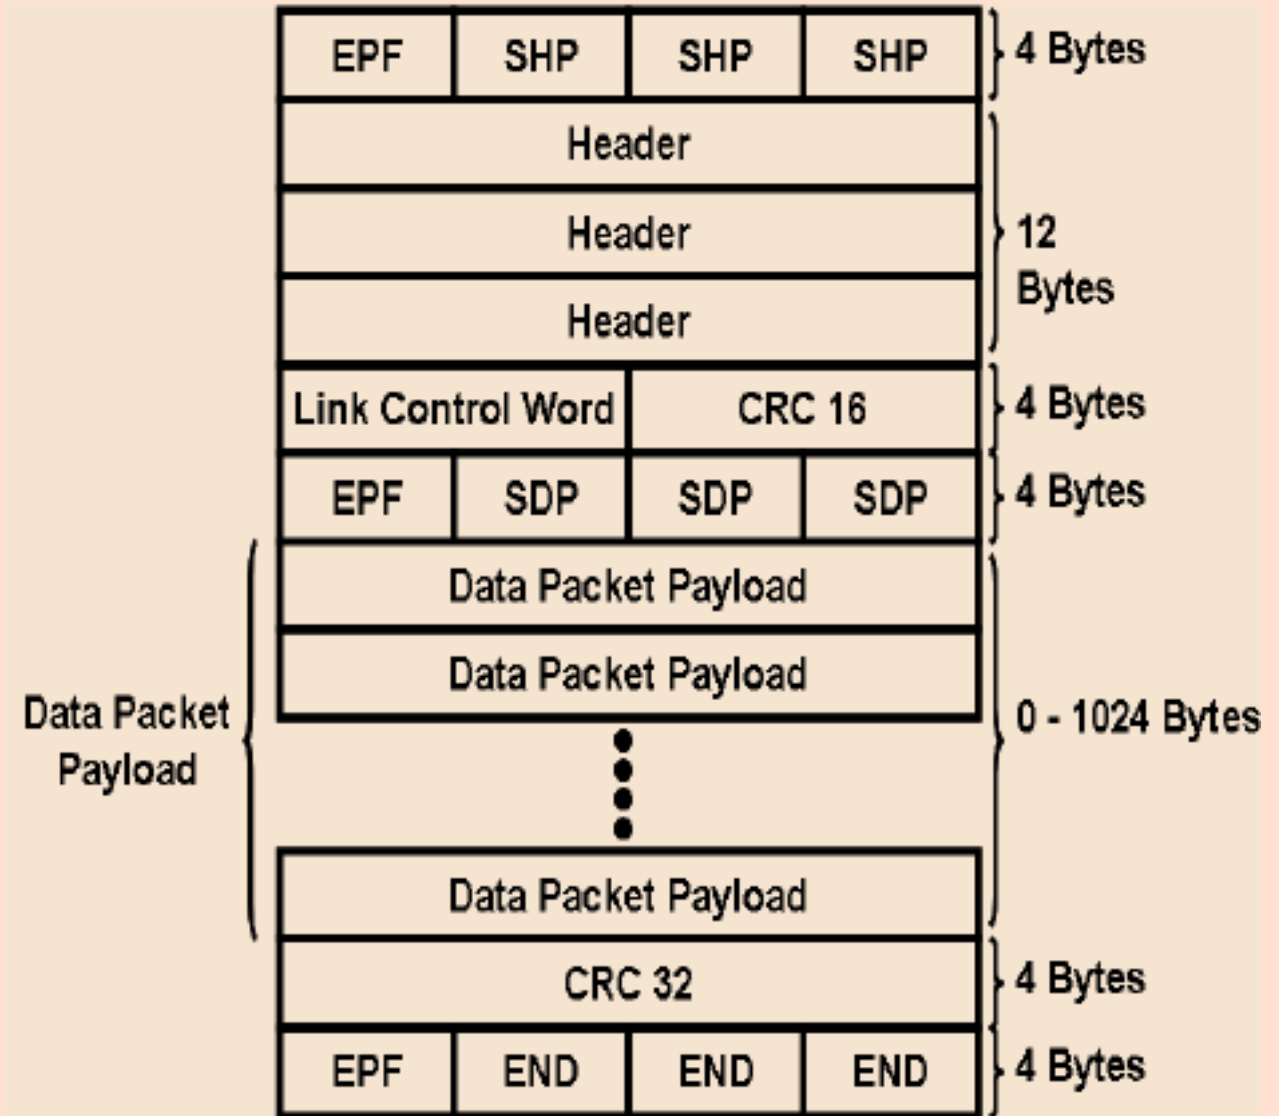 EPF SHP SHP SHP 4 Bytes
Header
Header 12
Bytes
Header
Link Control Word CRC 16 4 Bytes
EPF SDP SDP SDP 4 Bytes
Data Packet Payload
Data Packet Payload
Data Packet
Payload
0 - 1024 Bytes
Data Packet Payload
CRC 32 4 Bytes
EPF END END END 4 Bytes